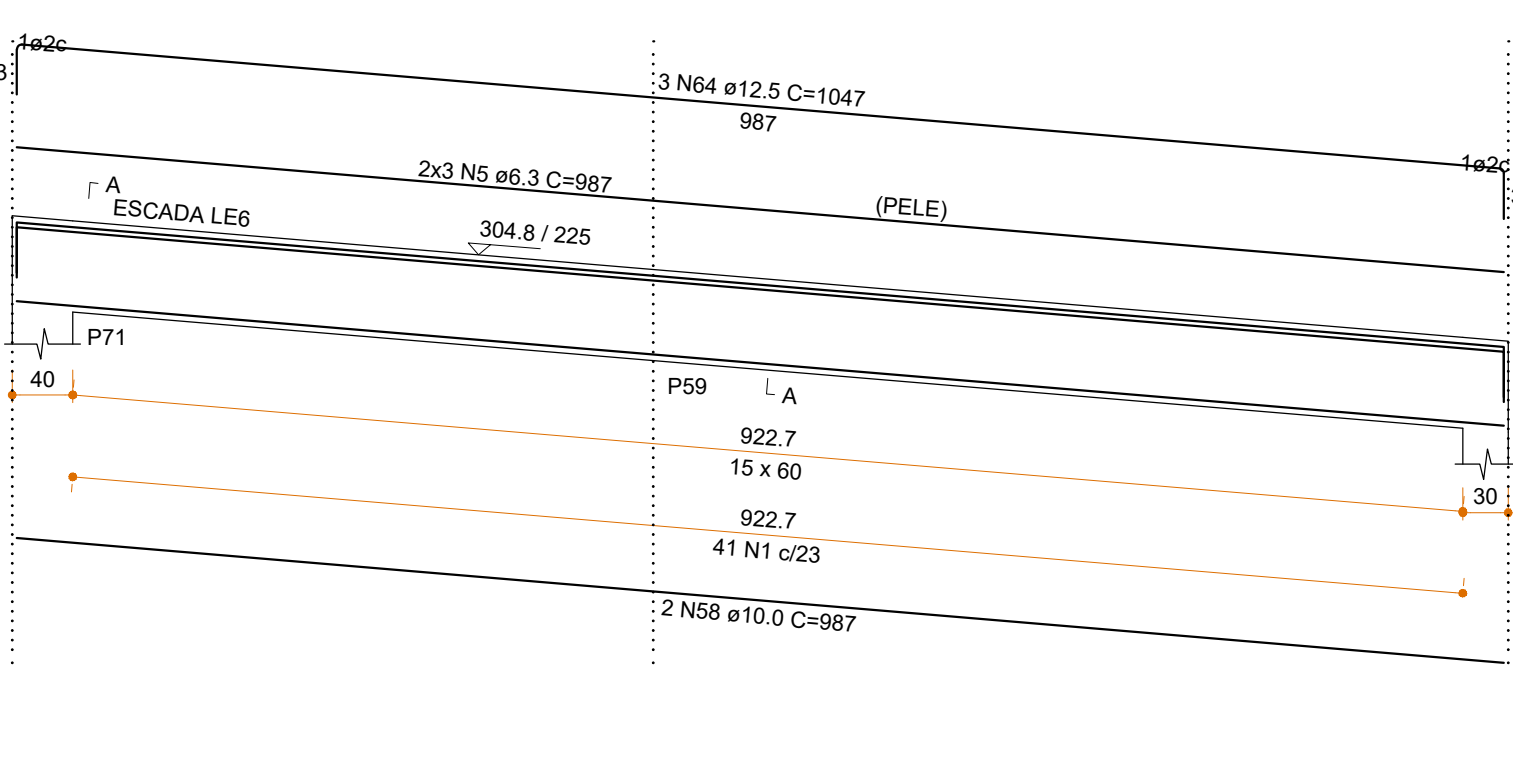 1ø2c
3
3 N64 ø12.5 C=1047
987
1ø2c
2x3 N5 ø6.3 C=987
(PELE)
A
ESCADA LE6
304.8 / 225
P71
40
P59
A
922.7
15 x 60
30
922.7
41 N1 c/23
2 N58 ø10.0 C=987